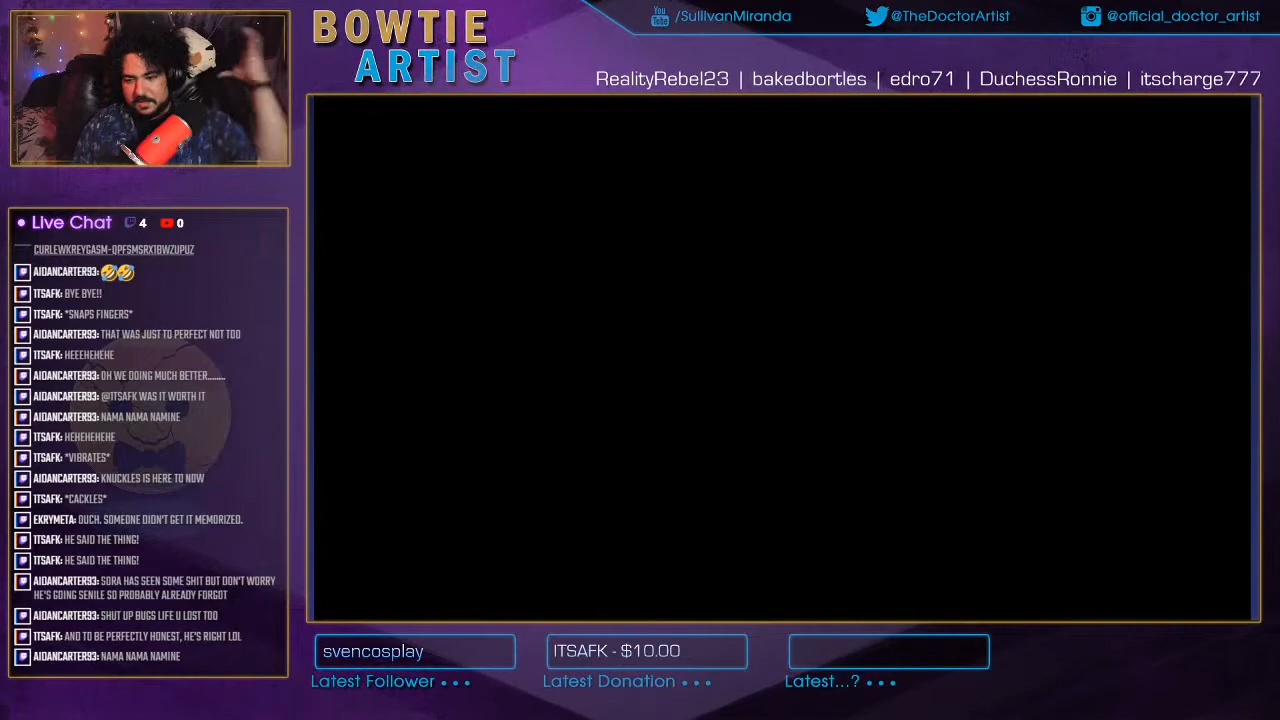 BOWTIE
ARTIST
You
Tube
/SullivanMiranda
@TheDoctorArtist
@official_doctor_artist
RealityRebel23 | bakedbortles | edro71 | DuchessRonnie | itscharge777
Live Chat 4 0
AIDANCARTER93: 🤣🤣
ITSAFK: BYE BYE!!
ITSAFK: *SNAPS FINGERS*
AIDANCARTER93: THAT WAS JUST TO PERFECT NOT TOO
ITSAFK: HEEEHEHEHE
AIDANCARTER93: OH WE DOING MUCH BETTER........
AIDANCARTER93: @ITSAFK WAS IT WORTH IT
AIDANCARTER93: NAMA NAMA NAMINE
ITSAFK: HEHEHEHEHE
ITSAFK: *VIBRATES*
AIDANCARTER93: KNUCKLES IS HERE TO NOW
ITSAFK: *CACKLES*
EKRYMETA: OUCH. SOMEONE DIDN'T GET IT MEMORIZED.
ITSAFK: HE SAID THE THING!
ITSAFK: HE SAID THE THING!
AIDANCARTER93: SORA HAS SEEN SOME SHIT BUT DON'T WORRY
HE'S GOING SENILE SO PROBABLY ALREADY FORGOT
AIDANCARTER93: SHUT UP BUGS LIFE U LOST TOO
ITSAFK: AND TO BE PERFECTLY HONEST, HE'S RIGHT LOL
AIDANCARTER93: NAMA NAMA NAMINE
svencosplay
Latest Follower • • •
ITSAFK - $10.00
Latest Donation • • •
Latest...? • • •